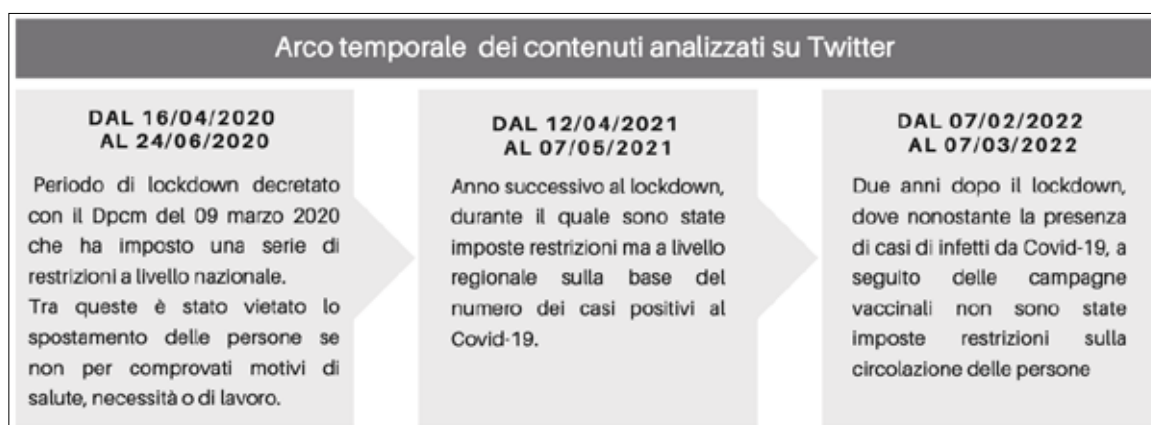 Arco temporale dei contenuti analizzati su Twitter
DAL 16/04/2020
AL 24/06/2020
Periodo di lockdown decretato
con il Dpcm del 09 marzo 2020
che ha imposto una serie di
restrizioni a livello nazionale.
Tra queste è stato vietato lo
spostamento delle persone se
non per comprovati motivi di
salute, necessità o di lavoro.
DAL 12/04/2021
AL 07/05/2021
Anno successivo al lockdown,
durante il quale sono state
imposte restrizioni ma a livello
regionale sulla base del
numero dei casi positivi al
Covid-19.
DAL 07/02/2022
AL 07/03/2022
Due anni dopo il lockdown,
dove nonostante la presenza
di casi di infetti da Covid-19, a
seguito delle campagne
vaccinali non sono state
imposte restrizioni sulla
circolazione delle persone